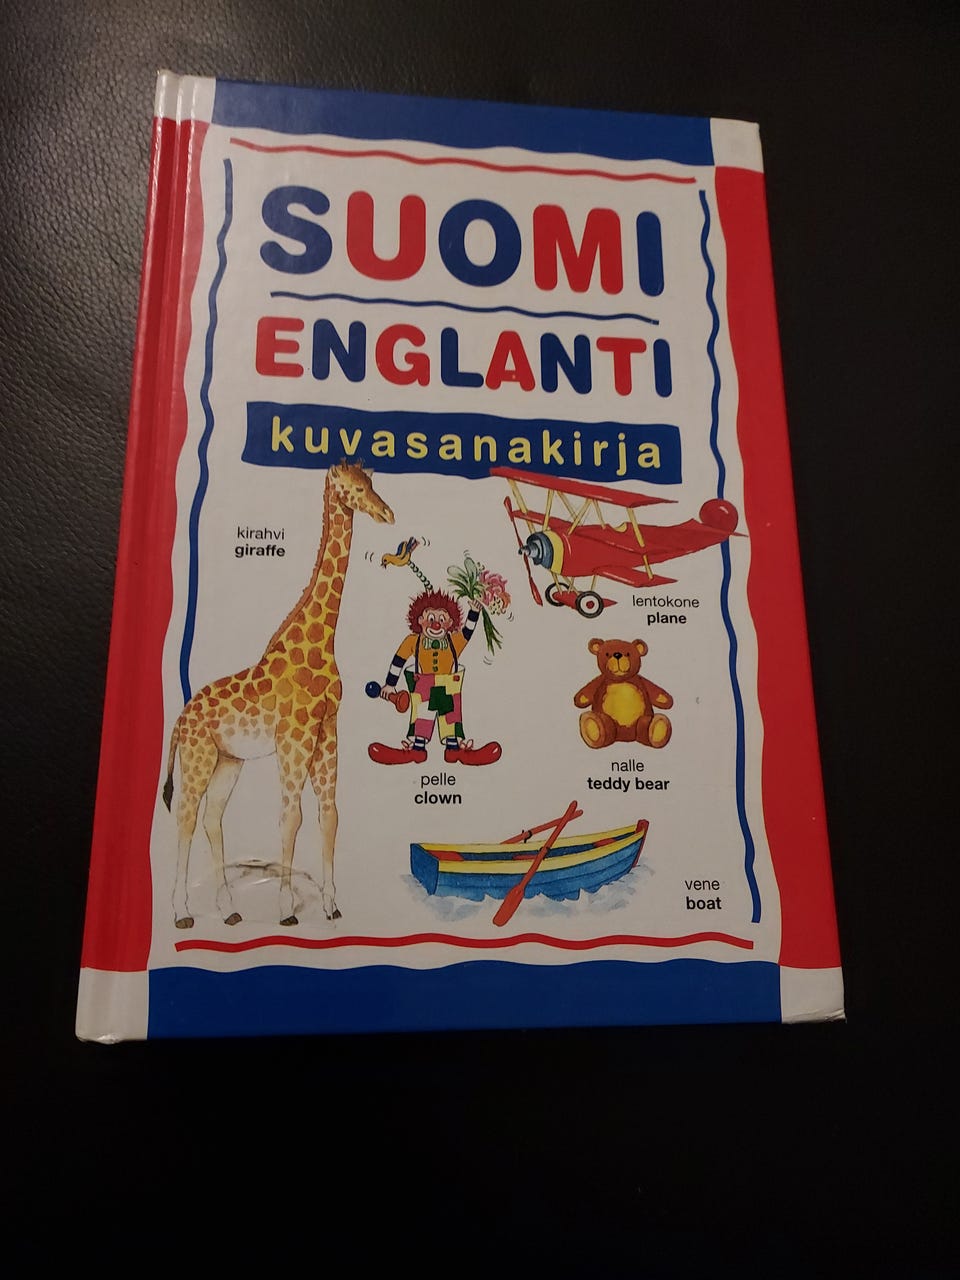 SUOMI
ENGLANTI
kuvasanakirja
kirahvi
giraffe
lentokone
plane
pelle
clown
nalle
teddy bear
vene
boat